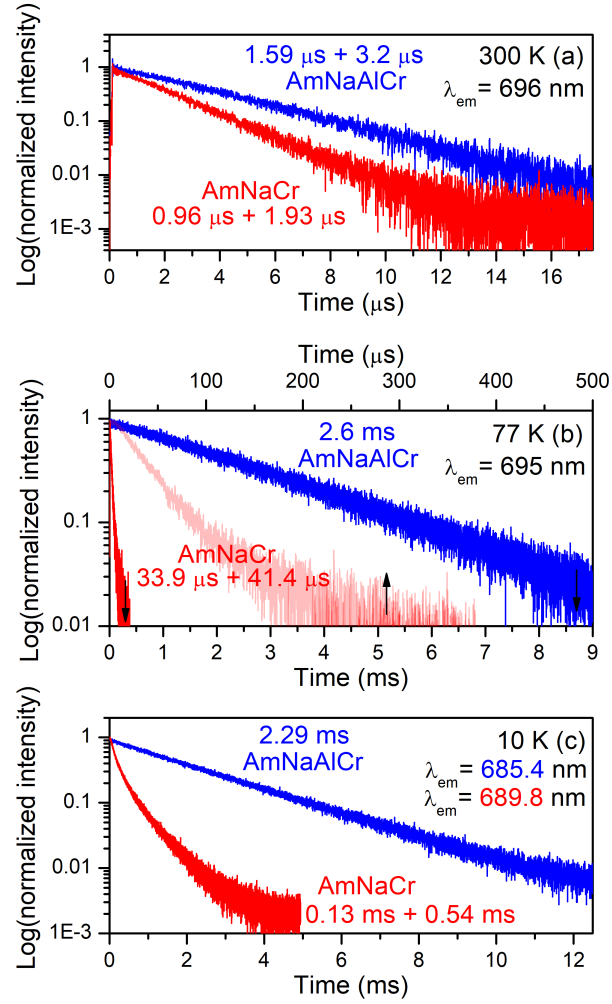 1.59 μs + 3.2 μs
AmNaAlCr
300 K (a)
λem = 696 nm
AmNaCr
0.96 μs + 1.93 μs
Log(normalized intensity)
1
0.1
0.01
1E-3
0 2 4 6 8 10 12 14 16
Time (μs)
Time (μs)
0 100 200 300 400 500
2.6 ms
AmNaAlCr
77 K (b)
λem = 695 nm
AmNaCr
33.9 μs + 41.4 μs
Log(normalized intensity)
1
0.1
0.01
0 1 2 3 4 5 6 7 8 9
Time (ms)
2.29 ms
AmNaAlCr
10 K (c)
λem = 685.4 nm
λem = 689.8 nm
AmNaCr
0.13 ms + 0.54 ms
Log(normalized intensity)
1
0.1
0.01
1E-3
0 2 4 6 8 10 12
Time (ms)